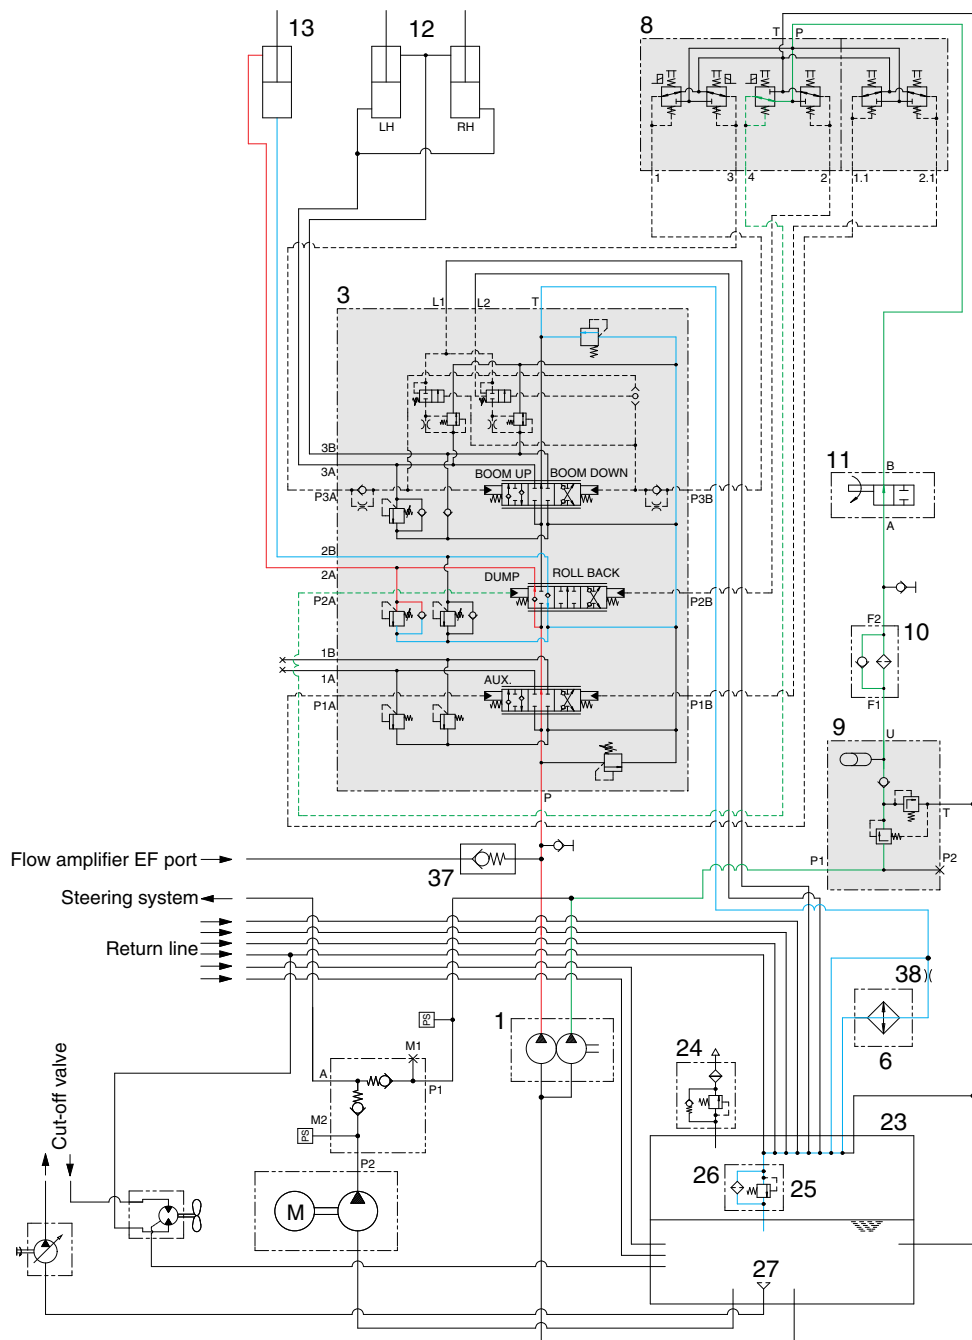 13
12
LH
RH
8
T
P
1
3
4
2
1.1
2.1
3
L1
L2
T
3B
3A
P3A
BOOM UP
BOOM DOWN
P3B
2B
2A
P2A
DUMP
ROLL BACK
P2B
1B
1A
P1A
AUX.
P1B
P
11
B
A
F2
10
F1
9
U
T
P1
P2
Flow amplifier EF port
37
Steering system
Return line
38
6
PS
1
24
M1
A
P1
M2
PS
P2
M
Cut-off valve
23
26
25
27